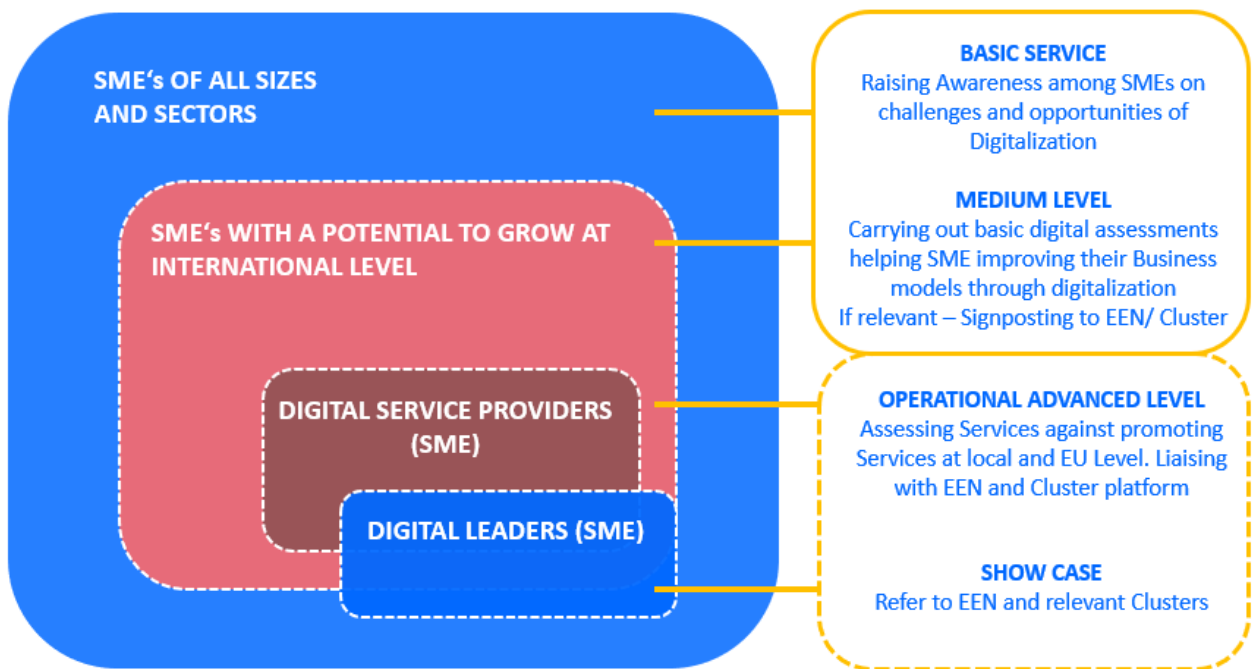 SME‘s OF ALL SIZES
AND SECTORS
SME‘s WITH A POTENTIAL TO GROW AT
INTERNATIONAL LEVEL
DIGITAL SERVICE PROVIDERS
(SME)
DIGITAL LEADERS (SME)
BASIC SERVICE
Raising Awareness among SMEs on
challenges and opportunities of
Digitalization
MEDIUM LEVEL
Carrying out basic digital assessments
helping SME improving their Business
models through digitalization
If relevant – Signposting to EEN/ Cluster
OPERATIONAL ADVANCED LEVEL
Assessing Services against promoting
Services at local and EU Level. Liaising
with EEN and Cluster platform
SHOW CASE
Refer to EEN and relevant Clusters